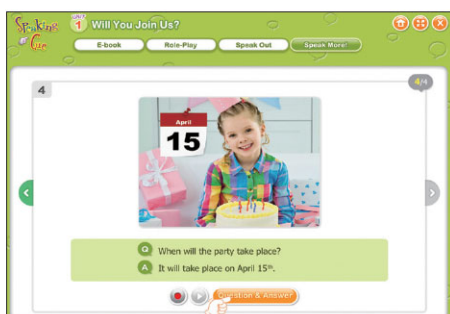 Speaking Cue
UNIT 1 Will You Join Us?
E-book Role-Play Speak Out Speak More!
4 4/4
April
15
Q When will the party take place?
A It will take place on April 15th.
Question & Answer